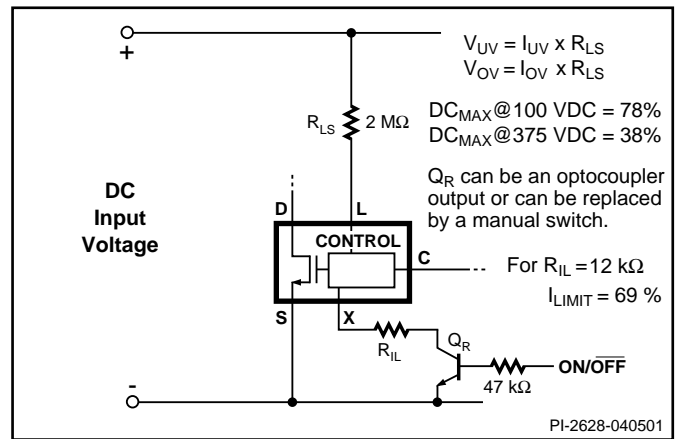 +
V_UV = I_UV x R_LS
V_OV = I_OV x R_LS
R_LS
2 MΩ
DC_MAX@100 VDC = 78%
DC_MAX@375 VDC = 38%
DC
Input
Voltage
Q_R can be an optocoupler
output or can be replaced
by a manual switch.
D
L
CONTROL
C
For R_IL = 12 kΩ
I_LIMIT = 69 %
S
X
R_IL
Q_R
47 kΩ
ON/O̅F̅F̅
-
PI-2628-040501